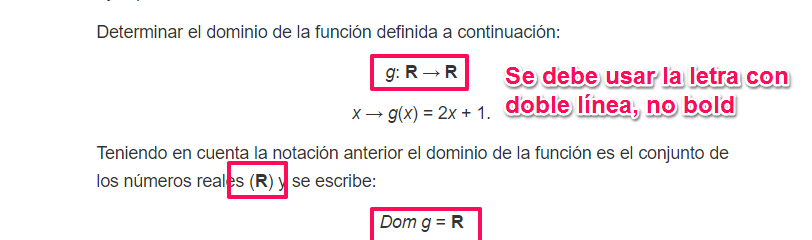 Determinar el dominio de la función definida a continuación:
g: R → R
Se debe usar la letra con
doble línea, no bold
x → g(x) = 2x + 1.
Teniendo en cuenta la notación anterior el dominio de la función es el conjunto de
los números reales (R) y se escribe:
Dom g = R